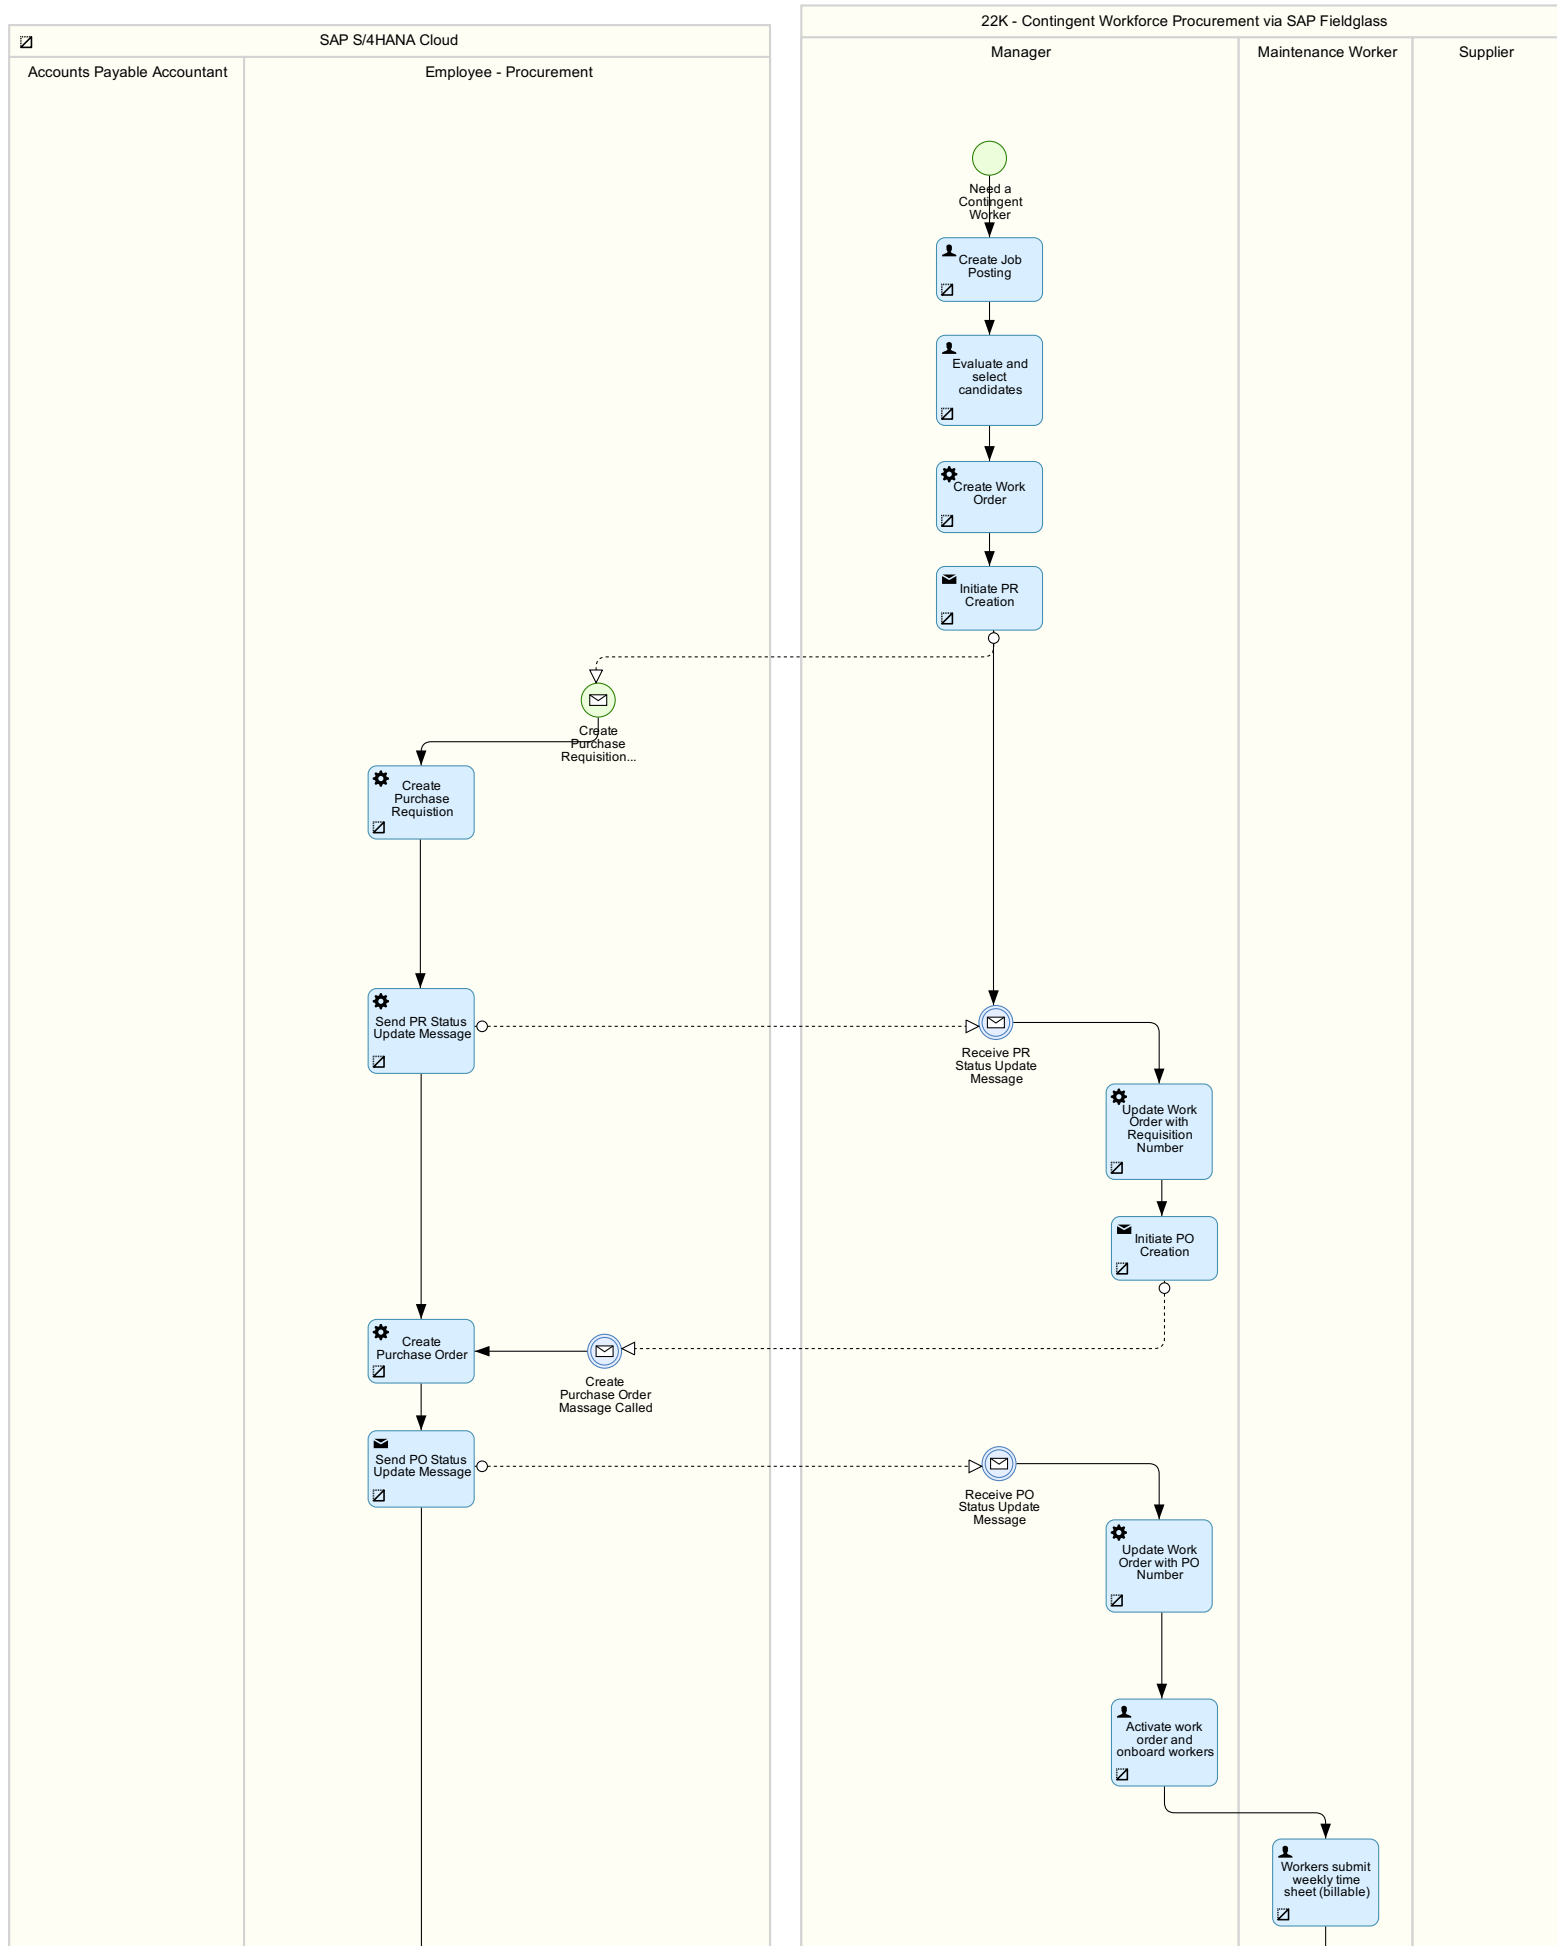 SAP S/4HANA Cloud
Accounts Payable Accountant
Employee - Procurement
22K - Contingent Workforce Procurement via SAP Fieldglass
Manager
Maintenance Worker
Supplier
Need a
Contingent
Worker
Create Job
Posting
Evaluate and
select
candidates
Create Work
Order
Initiate PR
Creation
Create
Purchase
Requisition...
Create
Purchase
Requistion
Send PR Status
Update Message
Receive PR
Status Update
Message
Update Work
Order with
Requisition
Number
Initiate PO
Creation
Create
Purchase Order
Create
Purchase Order
Massage Called
Send PO Status
Update Message
Receive PO
Status Update
Message
Update Work
Order with PO
Number
Activate work
order and
onboard workers
Workers submit
weekly time
sheet (billable)